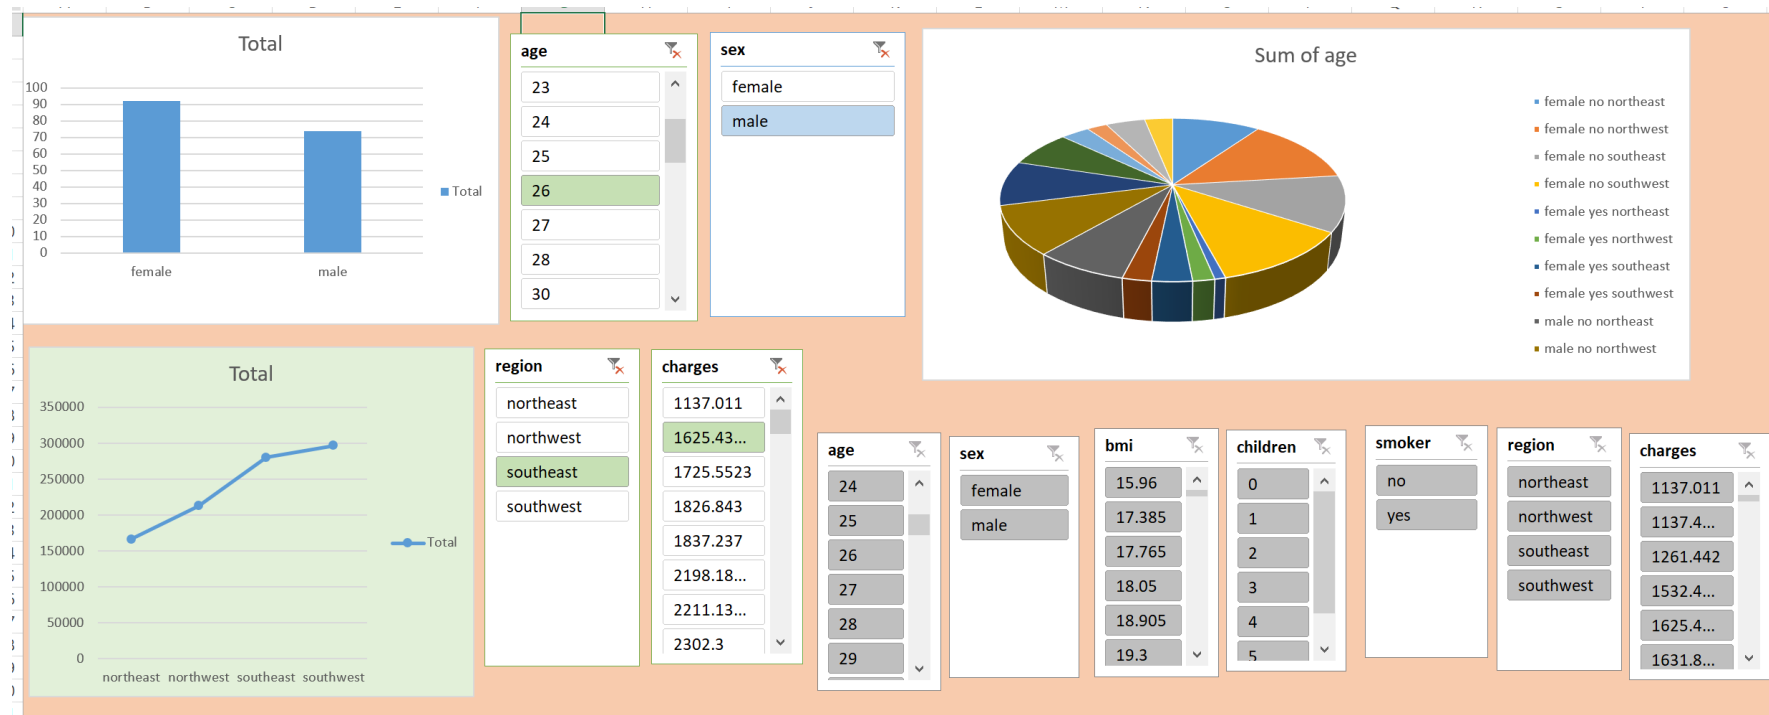 Total
100
90
80
70
60
50
40
30
20
10
0
female
male
Total
age
23
24
25
26
27
28
30
sex
female
male
Sum of age
female no northeast
female no northwest
female no southeast
female no southwest
female yes northeast
female yes northwest
female yes southeast
female yes southwest
male no northeast
male no northwest
Total
350000
300000
250000
200000
150000
100000
50000
0
northeast northwest southeast southwest
Total
region
northeast
northwest
southeast
southwest
charges
1137.011
1625.43...
1725.5523
1826.843
1837.237
2198.18...
2211.13...
2302.3
age
24
25
26
27
28
29
sex
female
male
bmi
15.96
17.385
17.765
18.05
18.905
19.3
children
0
1
2
3
4
5
smoker
no
yes
region
northeast
northwest
southeast
southwest
charges
1137.011
1137.4...
1261.442
1532.4...
1625.4...
1631.8...